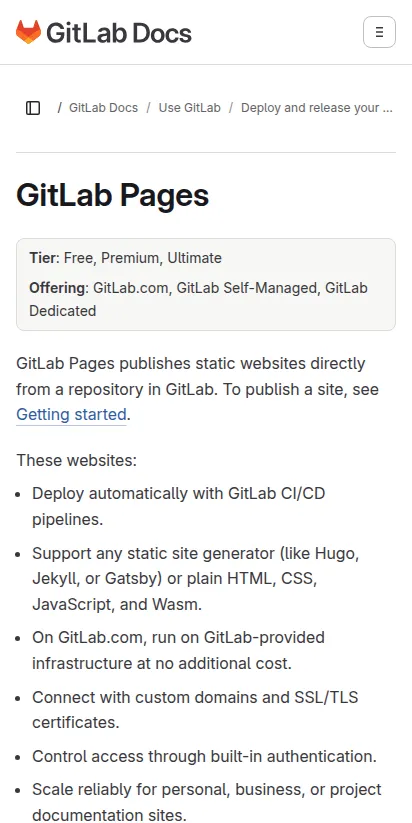 GitLab Docs
/ GitLab Docs / Use GitLab / Deploy and release your ...
GitLab Pages
Tier: Free, Premium, Ultimate
Offering: GitLab.com, GitLab Self-Managed, GitLab
Dedicated
GitLab Pages publishes static websites directly
from a repository in GitLab. To publish a site, see
Getting started.
These websites:
• Deploy automatically with GitLab CI/CD
pipelines.
• Support any static site generator (like Hugo,
Jekyll, or Gatsby) or plain HTML, CSS,
JavaScript, and Wasm.
• On GitLab.com, run on GitLab-provided
infrastructure at no additional cost.
• Connect with custom domains and SSL/TLS
certificates.
• Control access through built-in authentication.
• Scale reliably for personal, business, or project
documentation sites.